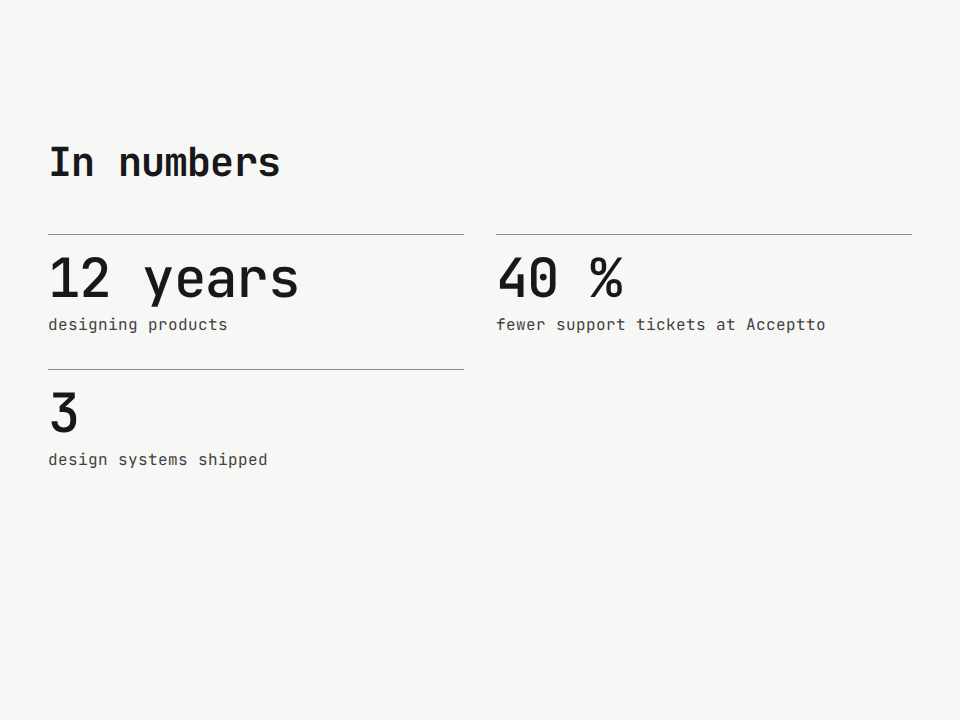 In numbers
12 years
designing products
40 %
fewer support tickets at Acceptto
3
design systems shipped